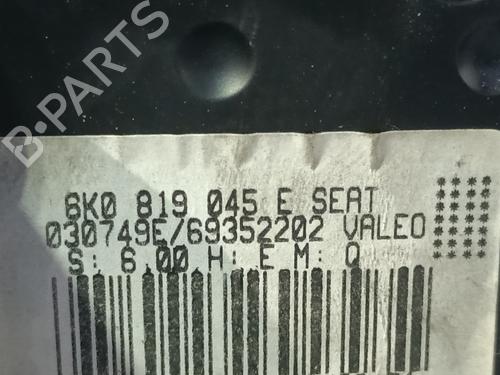 B-PARTS
6K0 819 045 E SEAT
030749E/69352202 VALEO
S: 6 00 H: E M: Q